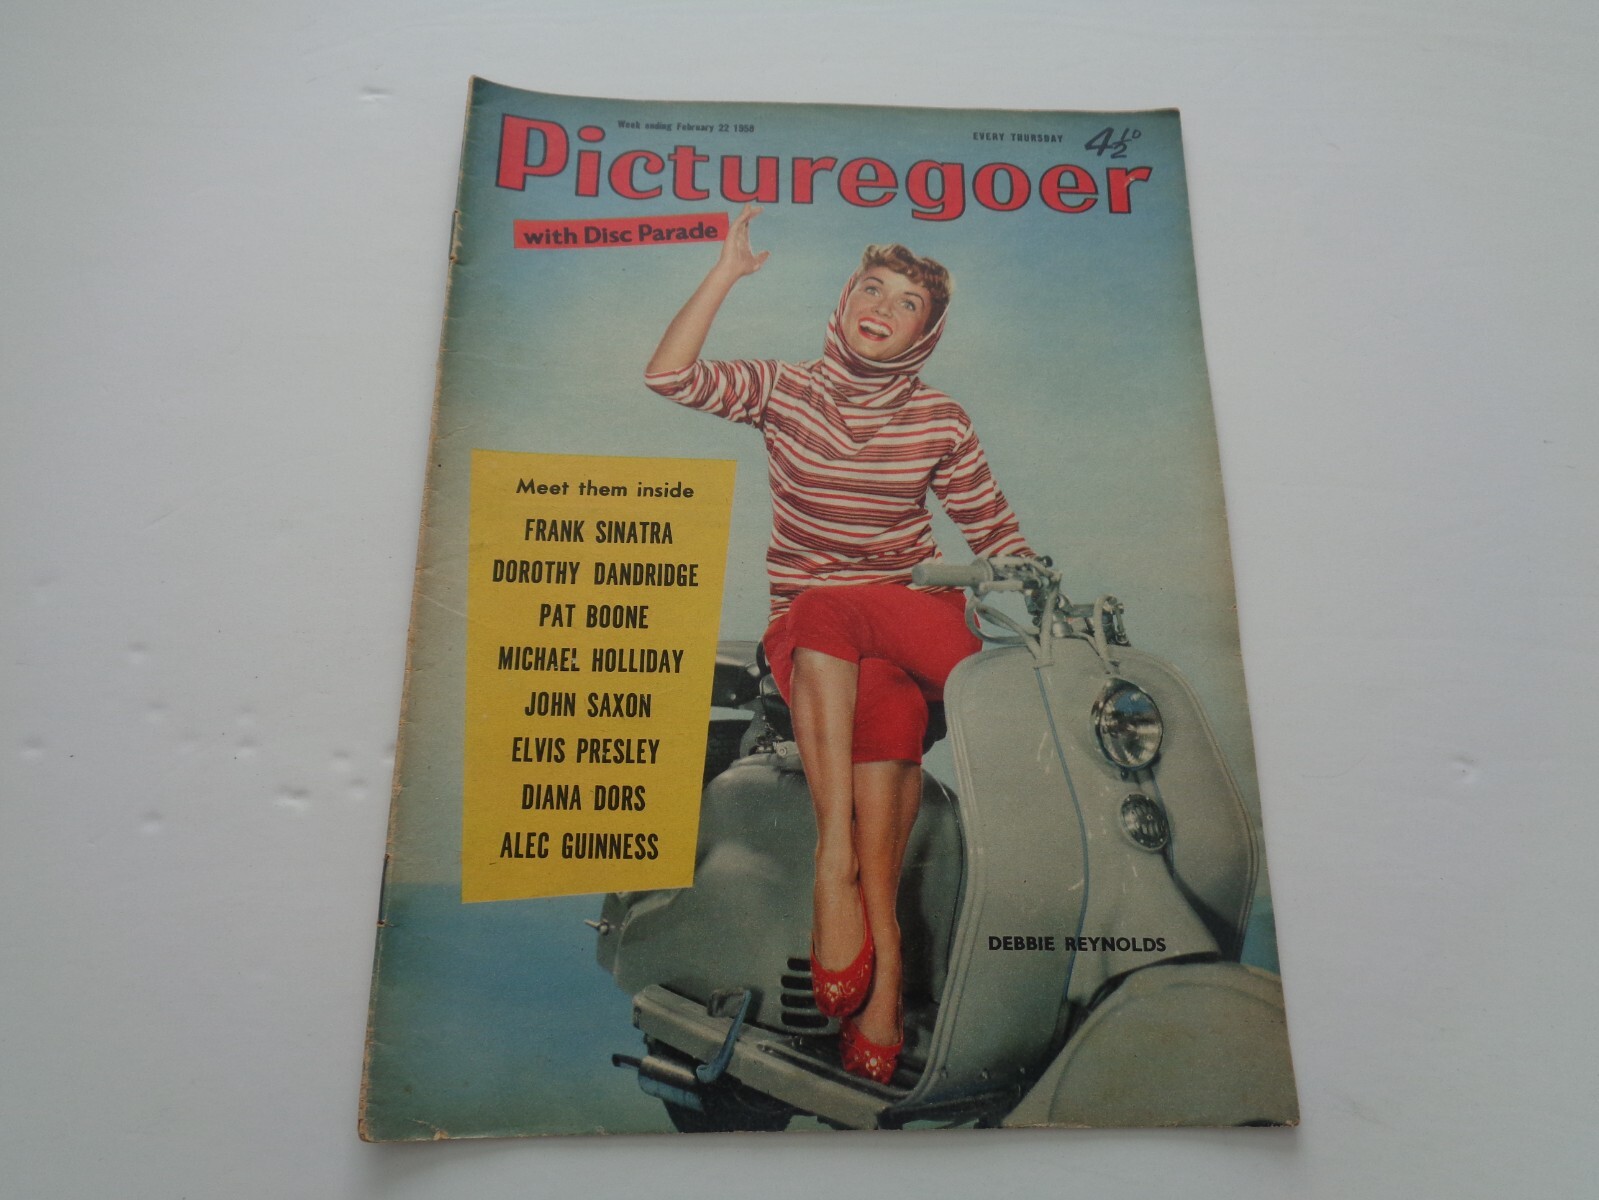 Week ending February 22 1958
EVERY THURSDAY
4½D
Picturegoer
with Disc Parade
Meet them inside
FRANK SINATRA
DOROTHY DANDRIDGE
PAT BOONE
MICHAEL HOLLIDAY
JOHN SAXON
ELVIS PRESLEY
DIANA DORS
ALEC GUINNESS
DEBBIE REYNOLDS